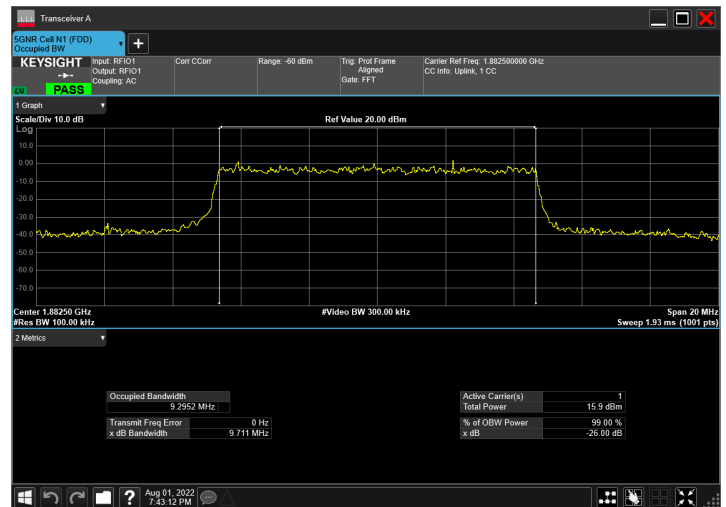 Transceiver A
5GNR Cell N1 (FDD)
Occupied BW
KEYSIGHT
LXI
PASS
Input: RFIO1
Output: RFIO1
Coupling: AC
Corr CCorr
Range: -60 dBm
Trig: Prot Frame
Aligned
Gate: FFT
Carrier Ref Freq: 1.882500000 GHz
CC Info: Uplink, 1 CC
1 Graph
Scale/Div 10.0 dB
Ref Value 20.00 dBm
Log
10.0
0.00
-10.0
-20.0
-30.0
-40.0
-50.0
-60.0
-70.0
Center 1.88250 GHz
#Video BW 300.00 kHz
Span 20 MHz
#Res BW 100.00 kHz
Sweep 1.93 ms (1001 pts)
2 Metrics
Occupied Bandwidth
9.2952 MHz
Transmit Freq Error 0 Hz
x dB Bandwidth 9.711 MHz
Active Carrier(s) 1
Total Power 15.9 dBm
% of OBW Power 99.00 %
x dB -26.00 dB
?
Aug 01, 2022
7:43:12 PM